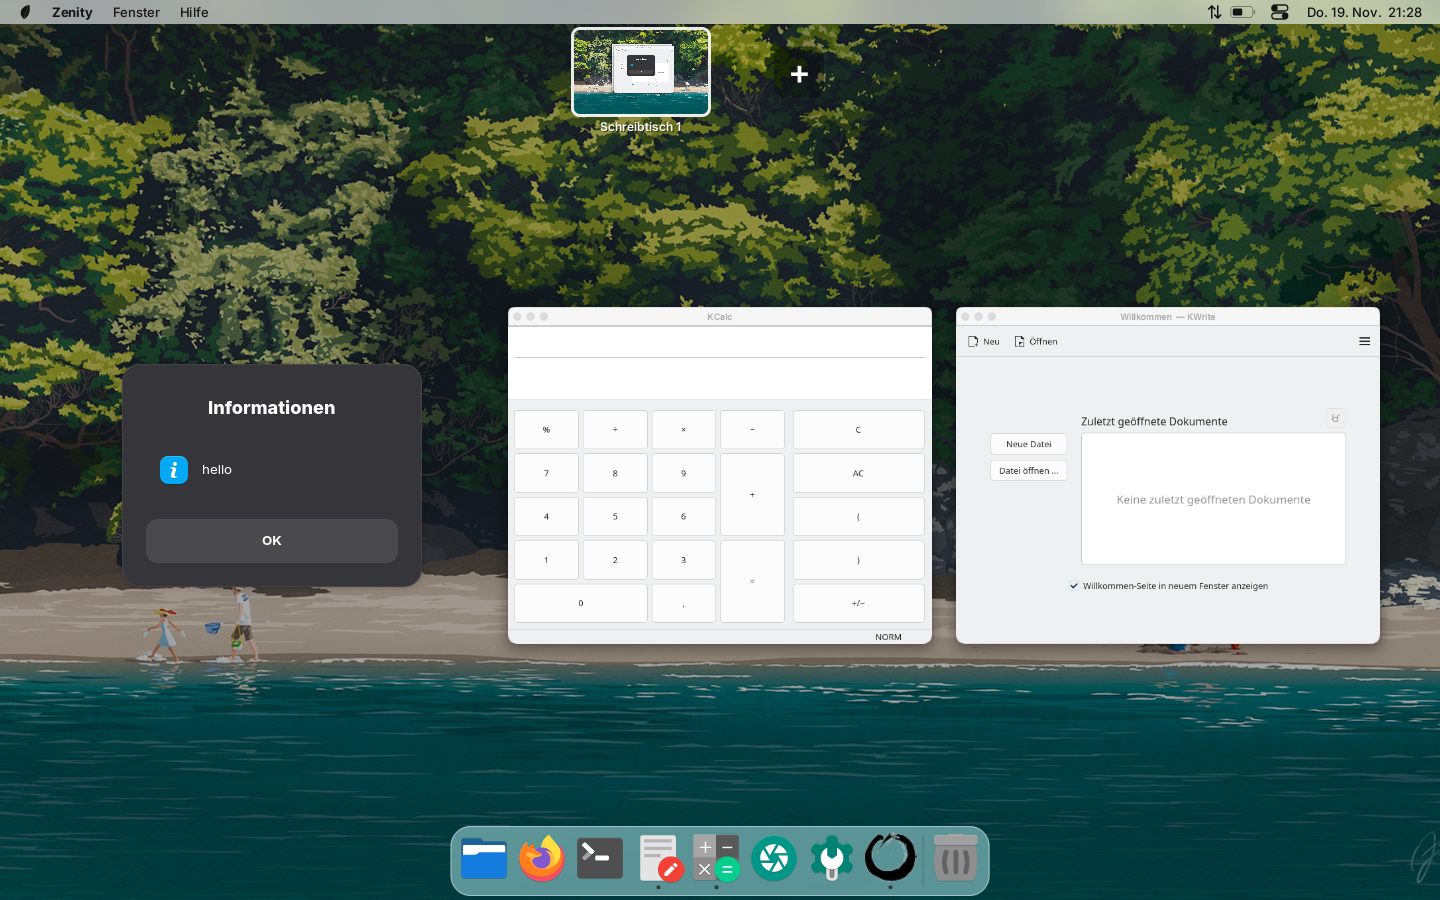 Zenity Fenster Hilfe Do. 19. Nov. 21:28
Schreibtisch 1
Informationen
hello
OK
KCalc
% ÷ × − C
7 8 9 + AC
4 5 6 (
1 2 3 = )
0 , +/−
NORM
Willkommen — KWrite
Neu Öffnen
Zuletzt geöffnete Dokumente
Neue Datei
Datei öffnen ...
Keine zuletzt geöffneten Dokumente
Willkommen-Seite in neuem Fenster anzeigen